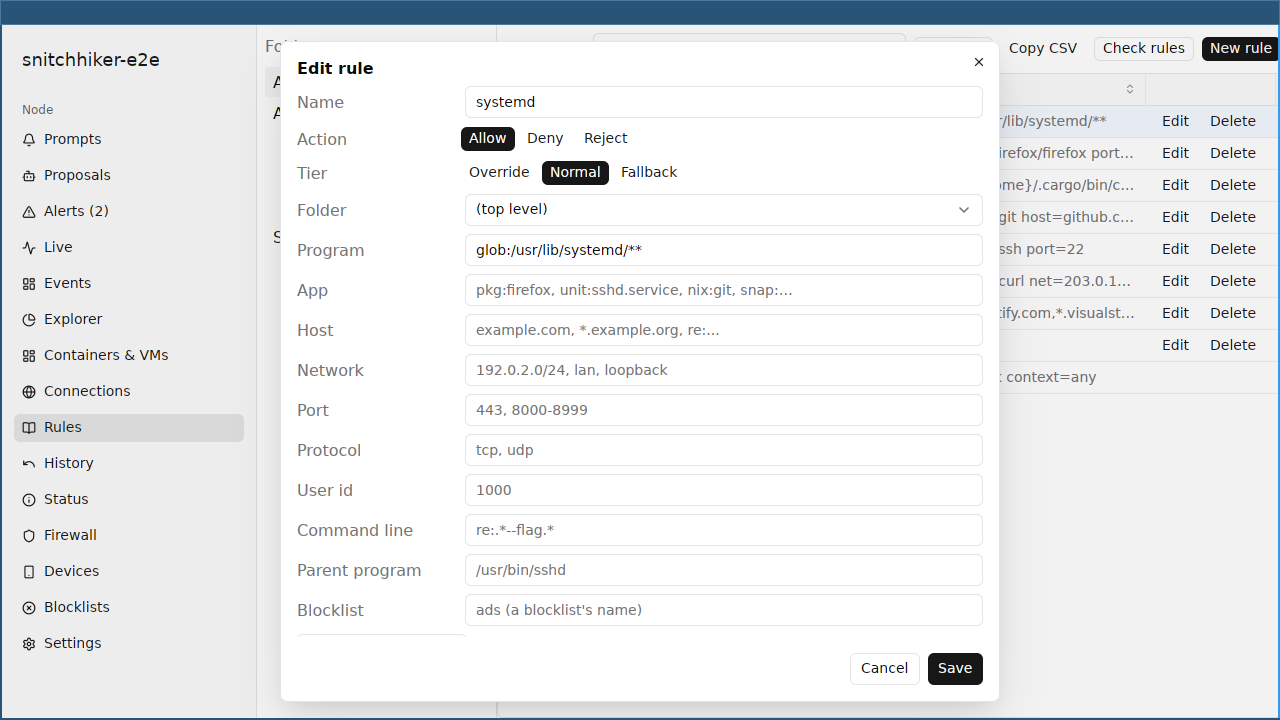 snitchhiker-e2e
Node
Prompts
Proposals
Alerts (2)
Live
Events
Explorer
Containers & VMs
Connections
Rules
History
Status
Firewall
Devices
Blocklists
Settings
Copy CSV
Check rules
New rule
Edit rule
Name
systemd
Action
Allow Deny Reject
Tier
Override Normal Fallback
Folder
(top level)
Program
glob:/usr/lib/systemd/**
App
pkg:firefox, unit:sshd.service, nix:git, snap:…
Host
example.com, *.example.org, re:…
Network
192.0.2.0/24, lan, loopback
Port
443, 8000-8999
Protocol
tcp, udp
User id
1000
Command line
re:.*--flag.*
Parent program
/usr/bin/sshd
Blocklist
ads (a blocklist's name)
Cancel
Save
/lib/systemd/** Edit Delete
irefox/firefox port… Edit Delete
ome}/.cargo/bin/c… Edit Delete
git host=github.c… Edit Delete
ssh port=22 Edit Delete
curl net=203.0.1… Edit Delete
ify.com,*.visualst… Edit Delete
Edit Delete
context=any